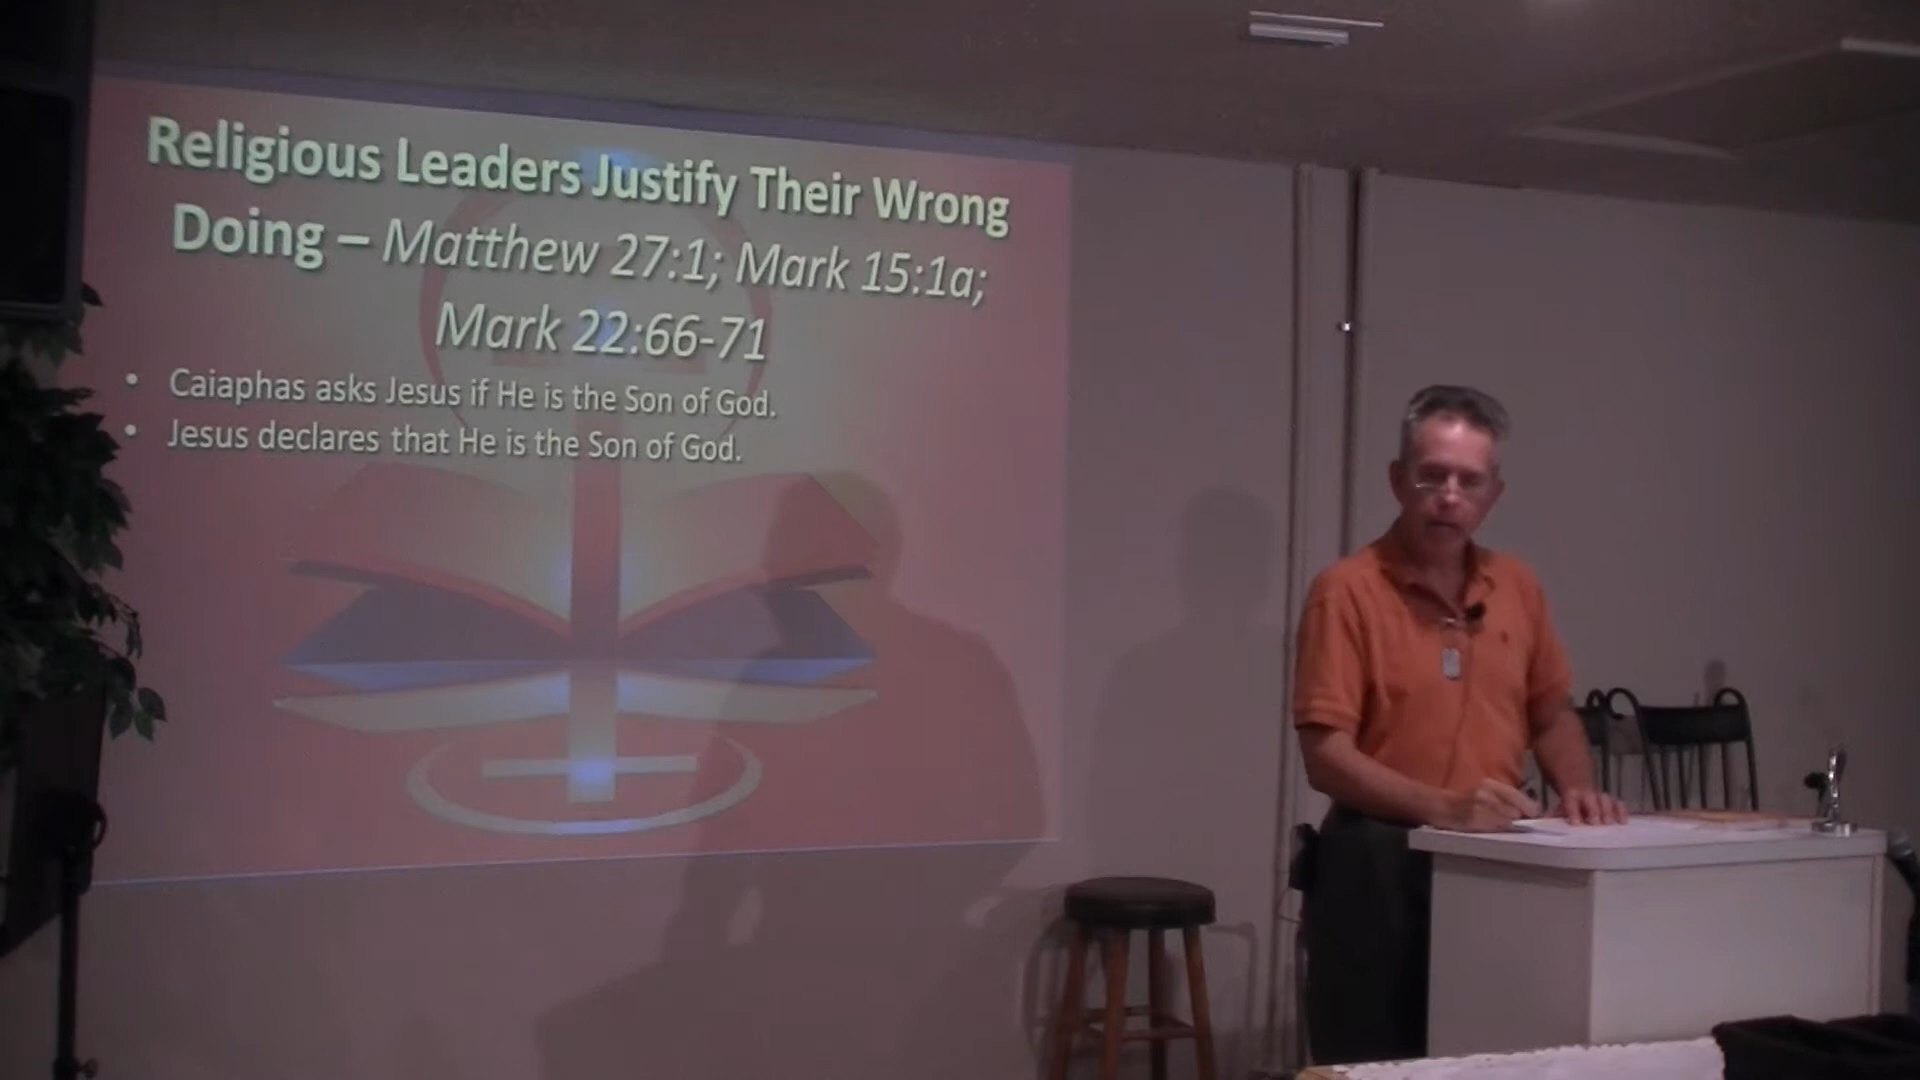 Religious Leaders Justify Their Wrong
Doing – Matthew 27:1; Mark 15:1a;
Mark 22:66-71
• Caiaphas asks Jesus if He is the Son of God.
• Jesus declares that He is the Son of God.